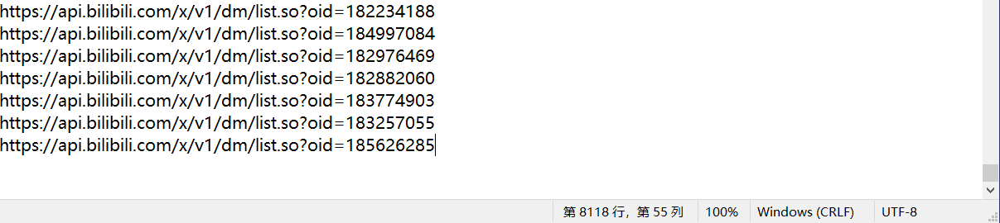 https://api.bilibili.com/x/v1/dm/list.so?oid=182234188
https://api.bilibili.com/x/v1/dm/list.so?oid=184997084
https://api.bilibili.com/x/v1/dm/list.so?oid=182976469
https://api.bilibili.com/x/v1/dm/list.so?oid=182882060
https://api.bilibili.com/x/v1/dm/list.so?oid=183774903
https://api.bilibili.com/x/v1/dm/list.so?oid=183257055
https://api.bilibili.com/x/v1/dm/list.so?oid=185626285
第 8118 行，第 55 列 100% Windows (CRLF) UTF-8